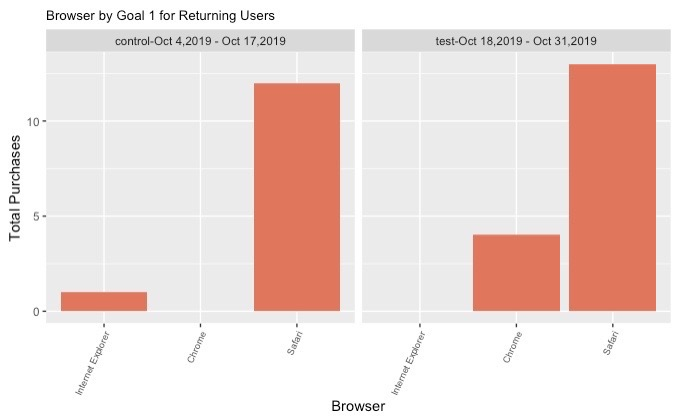 Browser by Goal 1 for Returning Users
control-Oct 4,2019 - Oct 17,2019
test-Oct 18,2019 - Oct 31,2019
Total Purchases
10
5
0
Internet Explorer
Chrome
Safari
Internet Explorer
Chrome
Safari
Browser